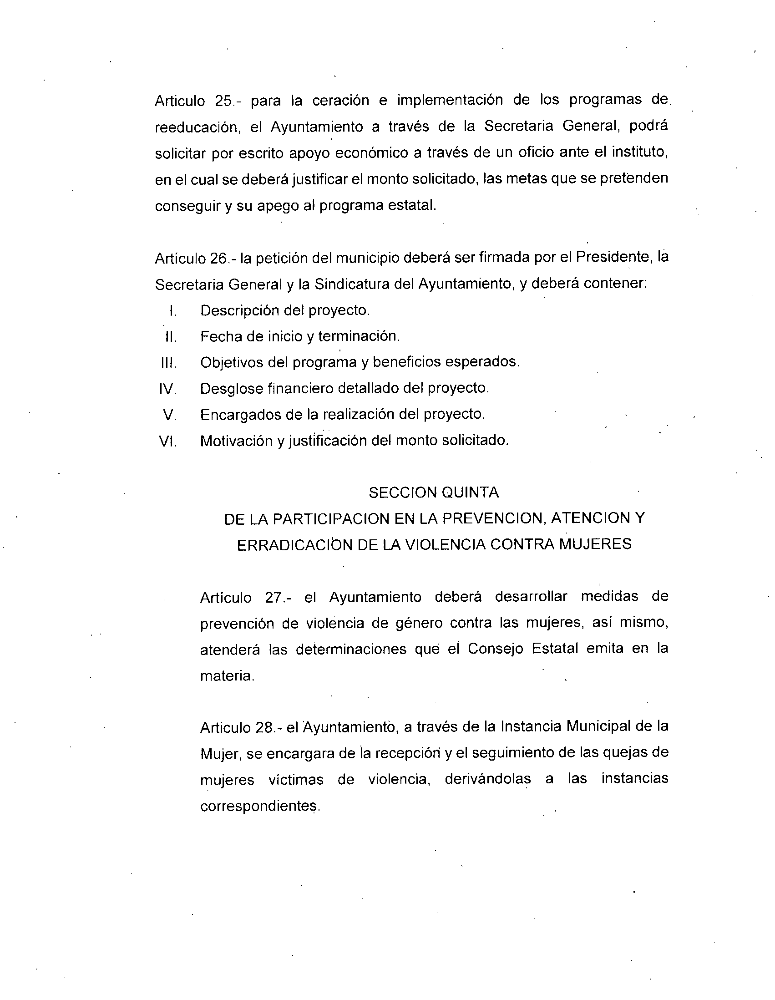 Articulo 25.- para la ceración e implementación de los programas de
reeducación, el Ayuntamiento a través de la Secretaria General, podrá
solicitar por escrito apoyo económico a través de un oficio ante el instituto,
en el cual se deberá justificar el monto solicitado, las metas que se pretenden
conseguir y su apego al programa estatal.
Artículo 26.- la petición del municipio deberá ser firmada por el Presidente, la
Secretaria General y la Sindicatura del Ayuntamiento, y deberá contener:
I. Descripción del proyecto.
II. Fecha de inicio y terminación.
III. Objetivos del programa y beneficios esperados.
IV. Desglose financiero detallado del proyecto.
V. Encargados de la realización del proyecto.
VI. Motivación y justificación del monto solicitado.
SECCION QUINTA
DE LA PARTICIPACION EN LA PREVENCION, ATENCION Y
ERRADICACION DE LA VIOLENCIA CONTRA MUJERES
Artículo 27.- el Ayuntamiento deberá desarrollar medidas de
prevención de violencia de género contra las mujeres, así mismo,
atenderá las determinaciones que el Consejo Estatal emita en la
materia.
Articulo 28.- el Ayuntamiento, a través de la Instancia Municipal de la
Mujer, se encargara de la recepción y el seguimiento de las quejas de
mujeres víctimas de violencia, derivándolas a las instancias
correspondientes.